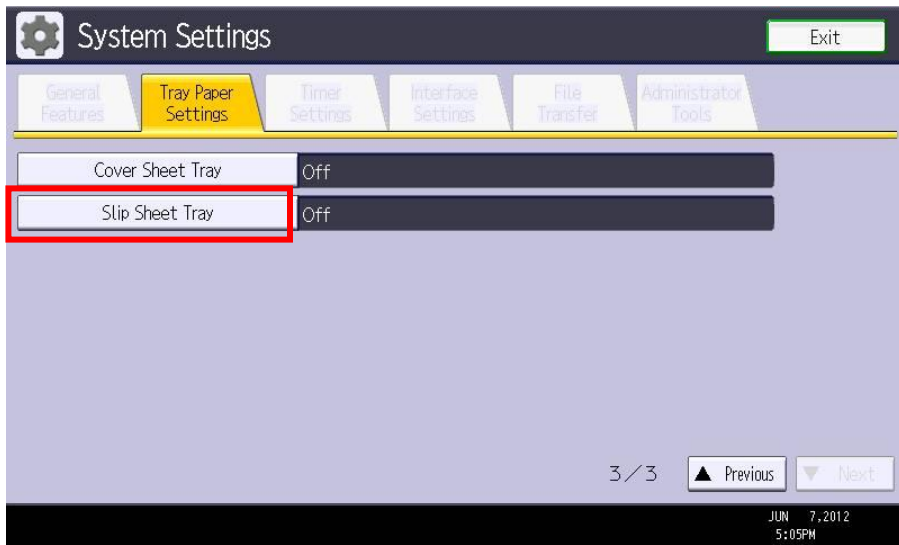 System Settings
Exit
General
Features
Tray Paper
Settings
Timer
Settings
Interface
Settings
File
Transfer
Administrator
Tools
Cover Sheet Tray
Off
Slip Sheet Tray
Off
3/3
▲ Previous
▼ Next
JUN 7,2012
5:05PM